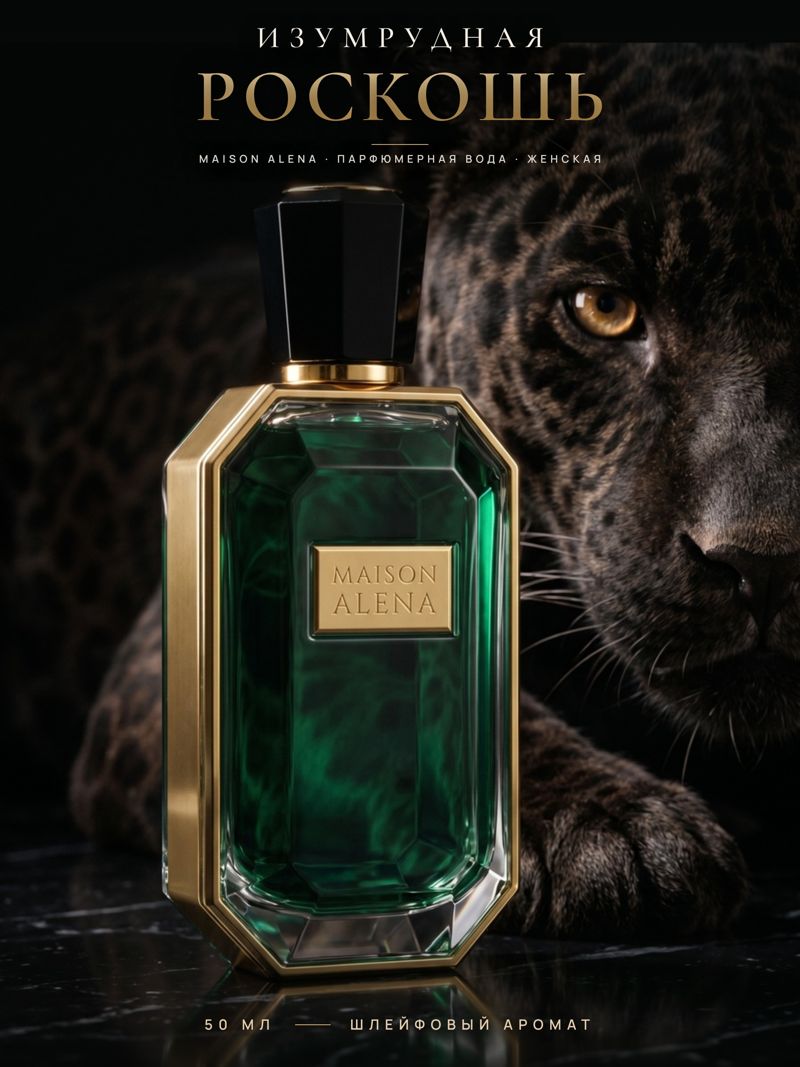 ИЗУМРУДНАЯ
РОСКОШЬ
MAISON ALENA · ПАРФЮМЕРНАЯ ВОДА · ЖЕНСКАЯ
MAISON
ALENA
50 МЛ — ШЛЕЙФОВЫЙ АРОМАТ